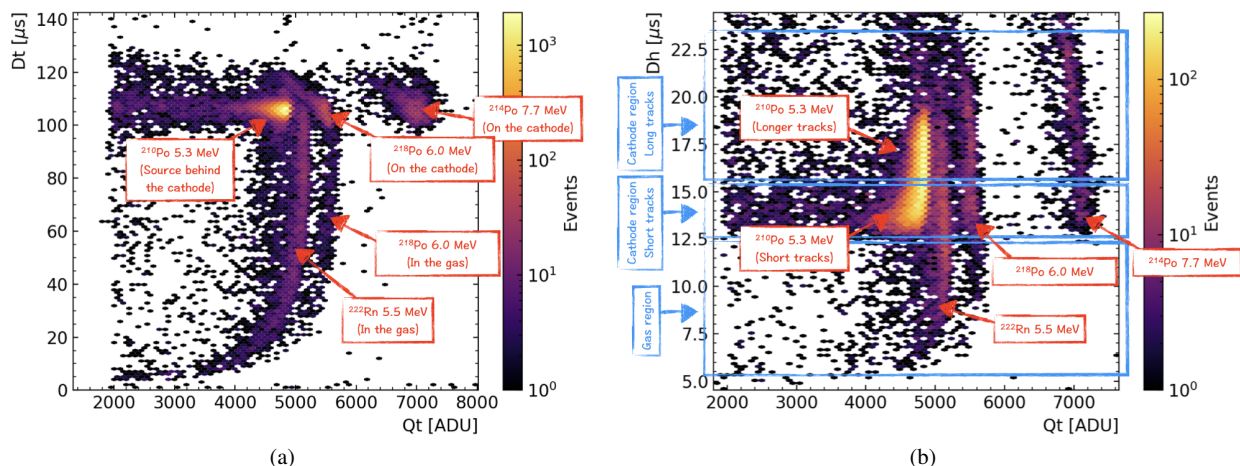 Dt [μs]
140
120
100
80
60
40
20
0
2000
3000
4000
5000
6000
7000
8000
Qt [ADU]
²¹⁰Po 5.3 MeV
(Source behind
the cathode)
²¹⁴Po 7.7 MeV
(On the cathode)
²¹⁸Po 6.0 MeV
(On the cathode)
²¹⁸Po 6.0 MeV
(In the gas)
²²²Rn 5.5 MeV
(In the gas)
10³
10²
10¹
10⁰
Events
(a)
Dh [μs]
22.5
20.0
17.5
15.0
12.5
10.0
7.5
5.0
2000
3000
4000
5000
6000
7000
Qt [ADU]
Cathode region
Long tracks
Cathode region
Short tracks
Gas region
²¹⁰Po 5.3 MeV
(Longer tracks)
²¹⁰Po 5.3 MeV
(Short tracks)
²¹⁸Po 6.0 MeV
²¹⁴Po 7.7 MeV
²²²Rn 5.5 MeV
10²
10¹
10⁰
Events
(b)